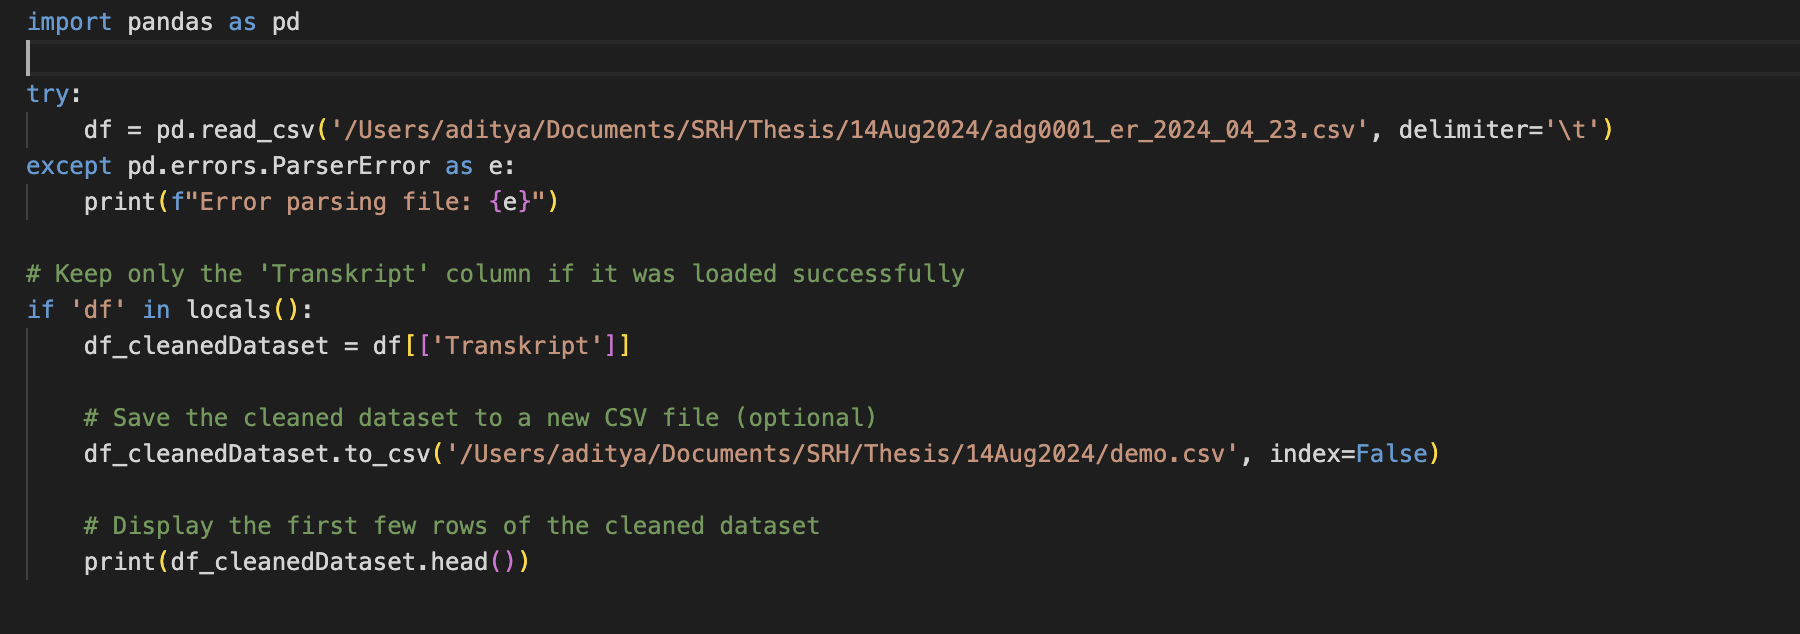 import pandas as pd
try:
    df = pd.read_csv('/Users/aditya/Documents/SRH/Thesis/14Aug2024/adg0001_er_2024_04_23.csv', delimiter='\t')
except pd.errors.ParserError as e:
    print(f"Error parsing file: {e}")
# Keep only the 'Transkript' column if it was loaded successfully
if 'df' in locals():
    df_cleanedDataset = df[['Transkript']]
    # Save the cleaned dataset to a new CSV file (optional)
    df_cleanedDataset.to_csv('/Users/aditya/Documents/SRH/Thesis/14Aug2024/demo.csv', index=False)
    # Display the first few rows of the cleaned dataset
    print(df_cleanedDataset.head())